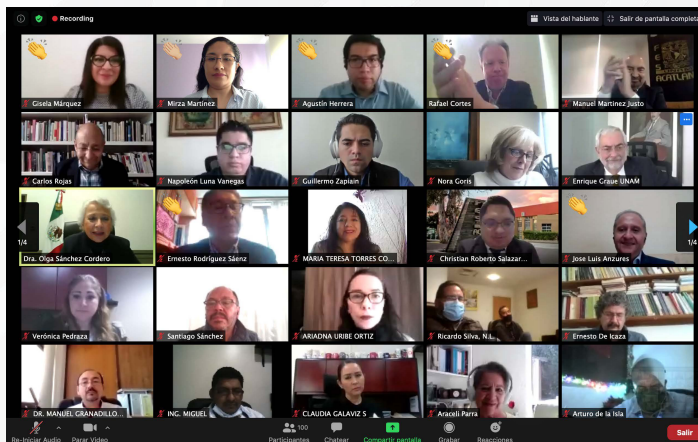 Recording
Vista del hablante
Salir de pantalla completa
Gisela Márquez
Mirza Martínez
Agustín Herrera
Rafael Cortes
Manuel Martínez Justo
ACATLÁN
Carlos Rojas
Napoleón Luna Vanegas
Guillermo Zaplain
Nora Goris
Enrique Graue UNAM
1/4
Dra. Olga Sánchez Cordero
Ernesto Rodríguez Sáenz
MARIA TERESA TORRES CO...
Christian Roberto Salazar...
Jose Luis Anzures
1/4
Verónica Pedraza
Santiago Sánchez
ARIADNA URIBE ORTIZ
Ricardo Silva, N.L.
Ernesto De Icaza
DR. MANUEL GRANADILLO...
ING. MIGUEL
CLAUDIA GALAVIZ S
Araceli Parra
Arturo de la Isla
Re-Iniciar Audio
Parar Video
100
Participantes
Chatear
Compartir pantalla
Grabar
Reacciones
Salir